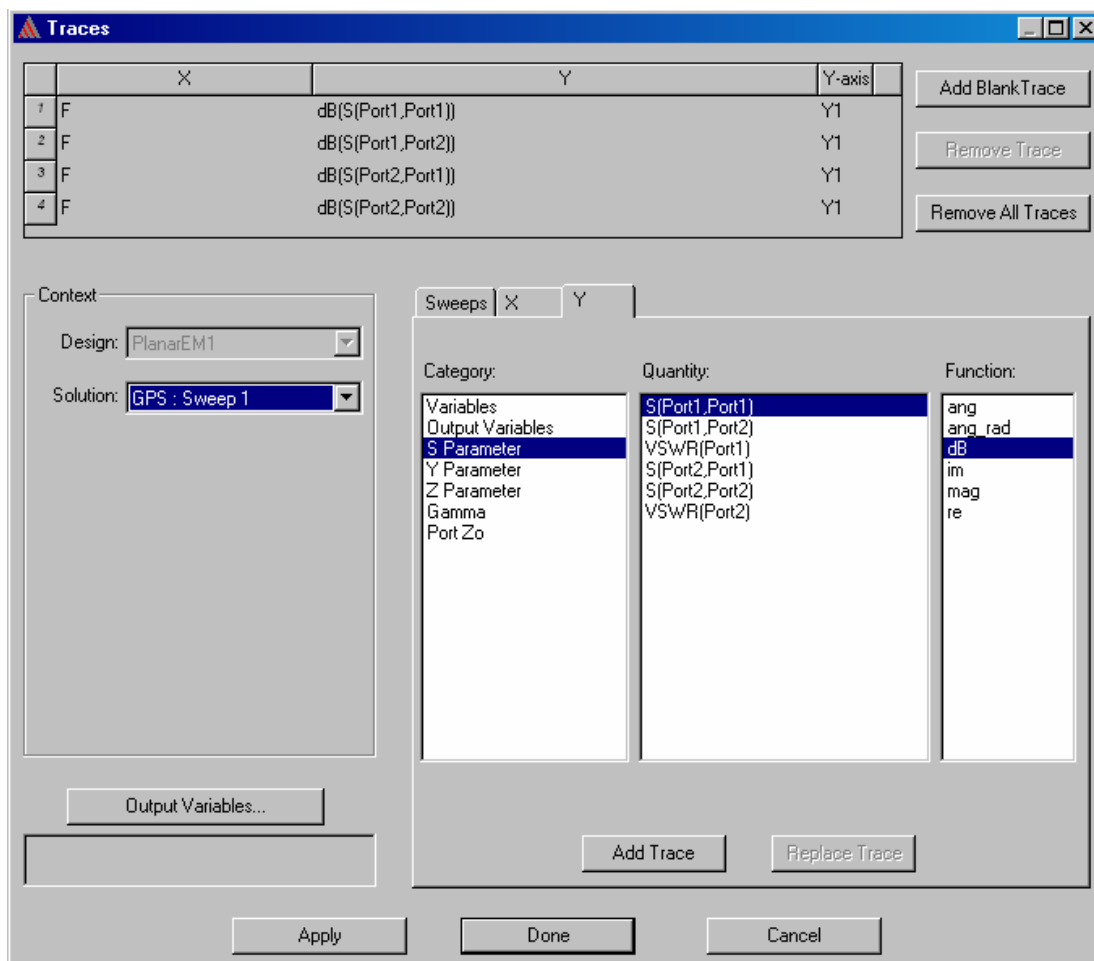 Traces
X Y Y-axis
1 F dB(S(Port1,Port1)) Y1
2 F dB(S(Port1,Port2)) Y1
3 F dB(S(Port2,Port1)) Y1
4 F dB(S(Port2,Port2)) Y1
Add BlankTrace
Remove Trace
Remove All Traces
Context
Design: PlanarEM1
Solution: GPS : Sweep 1
Output Variables...
Sweeps X Y
Category:
Variables
Output Variables
S Parameter
Y Parameter
Z Parameter
Gamma
Port Zo
Quantity:
S(Port1,Port1)
S(Port1,Port2)
VSWR(Port1)
S(Port2,Port1)
S(Port2,Port2)
VSWR(Port2)
Function:
ang
ang_rad
dB
im
mag
re
Add Trace
Replace Trace
Apply
Done
Cancel